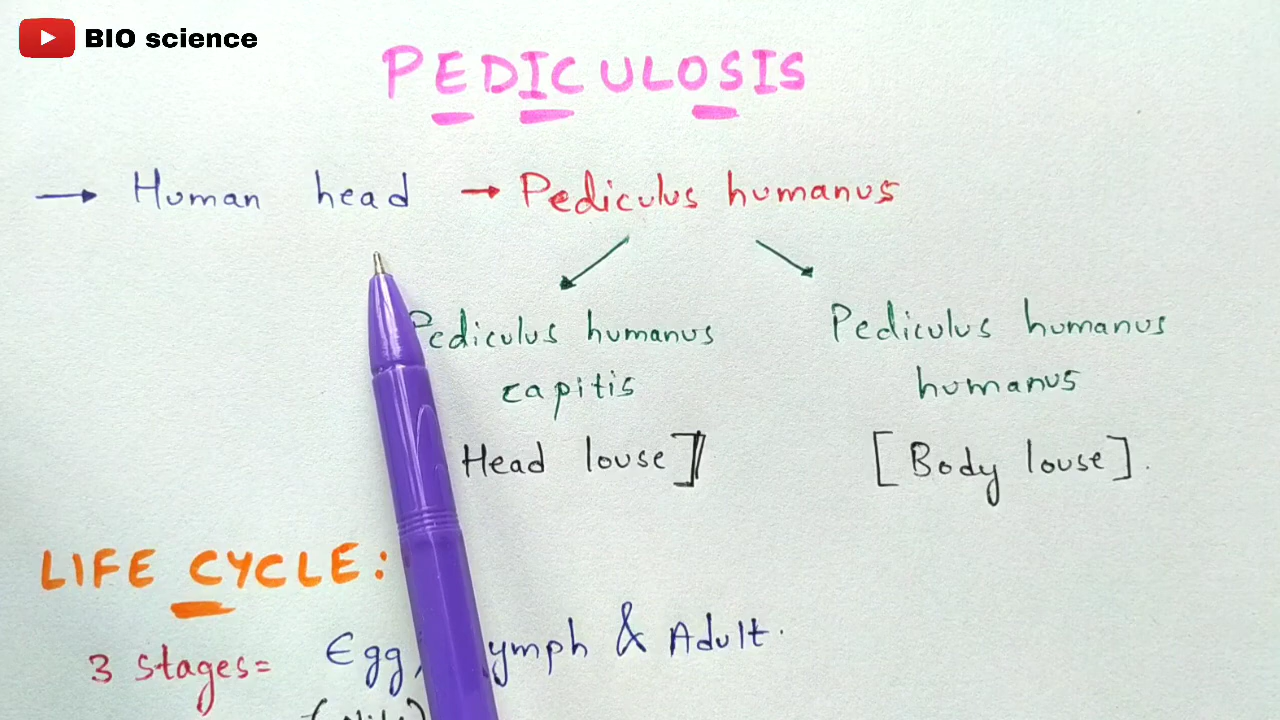 BIO science
PEDICULOSIS
→ Human head → Pediculus humanus
Pediculus humanus Pediculus humanus
capitis humanus
Head louse] [Body louse].
LIFE CYCLE:
3 stages= Egg, ymph & Adult.